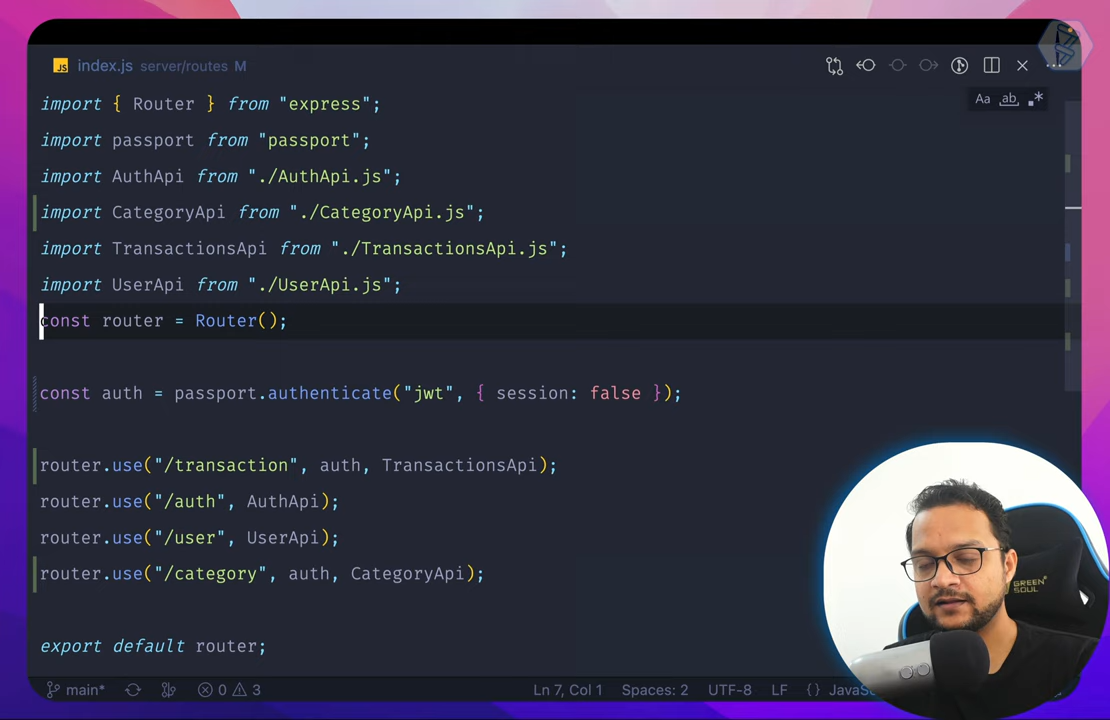 JS index.js server/routes M
Aa ab
import { Router } from "express";
import passport from "passport";
import AuthApi from "./AuthApi.js";
import CategoryApi from "./CategoryApi.js";
import TransactionsApi from "./TransactionsApi.js";
import UserApi from "./UserApi.js";
const router = Router();
const auth = passport.authenticate("jwt", { session: false });
router.use("/transaction", auth, TransactionsApi);
router.use("/auth", AuthApi);
router.use("/user", UserApi);
router.use("/category", auth, CategoryApi);
export default router;
GREEN SOUL
main* 0 3 Ln 7, Col 1 Spaces: 2 UTF-8 LF {}